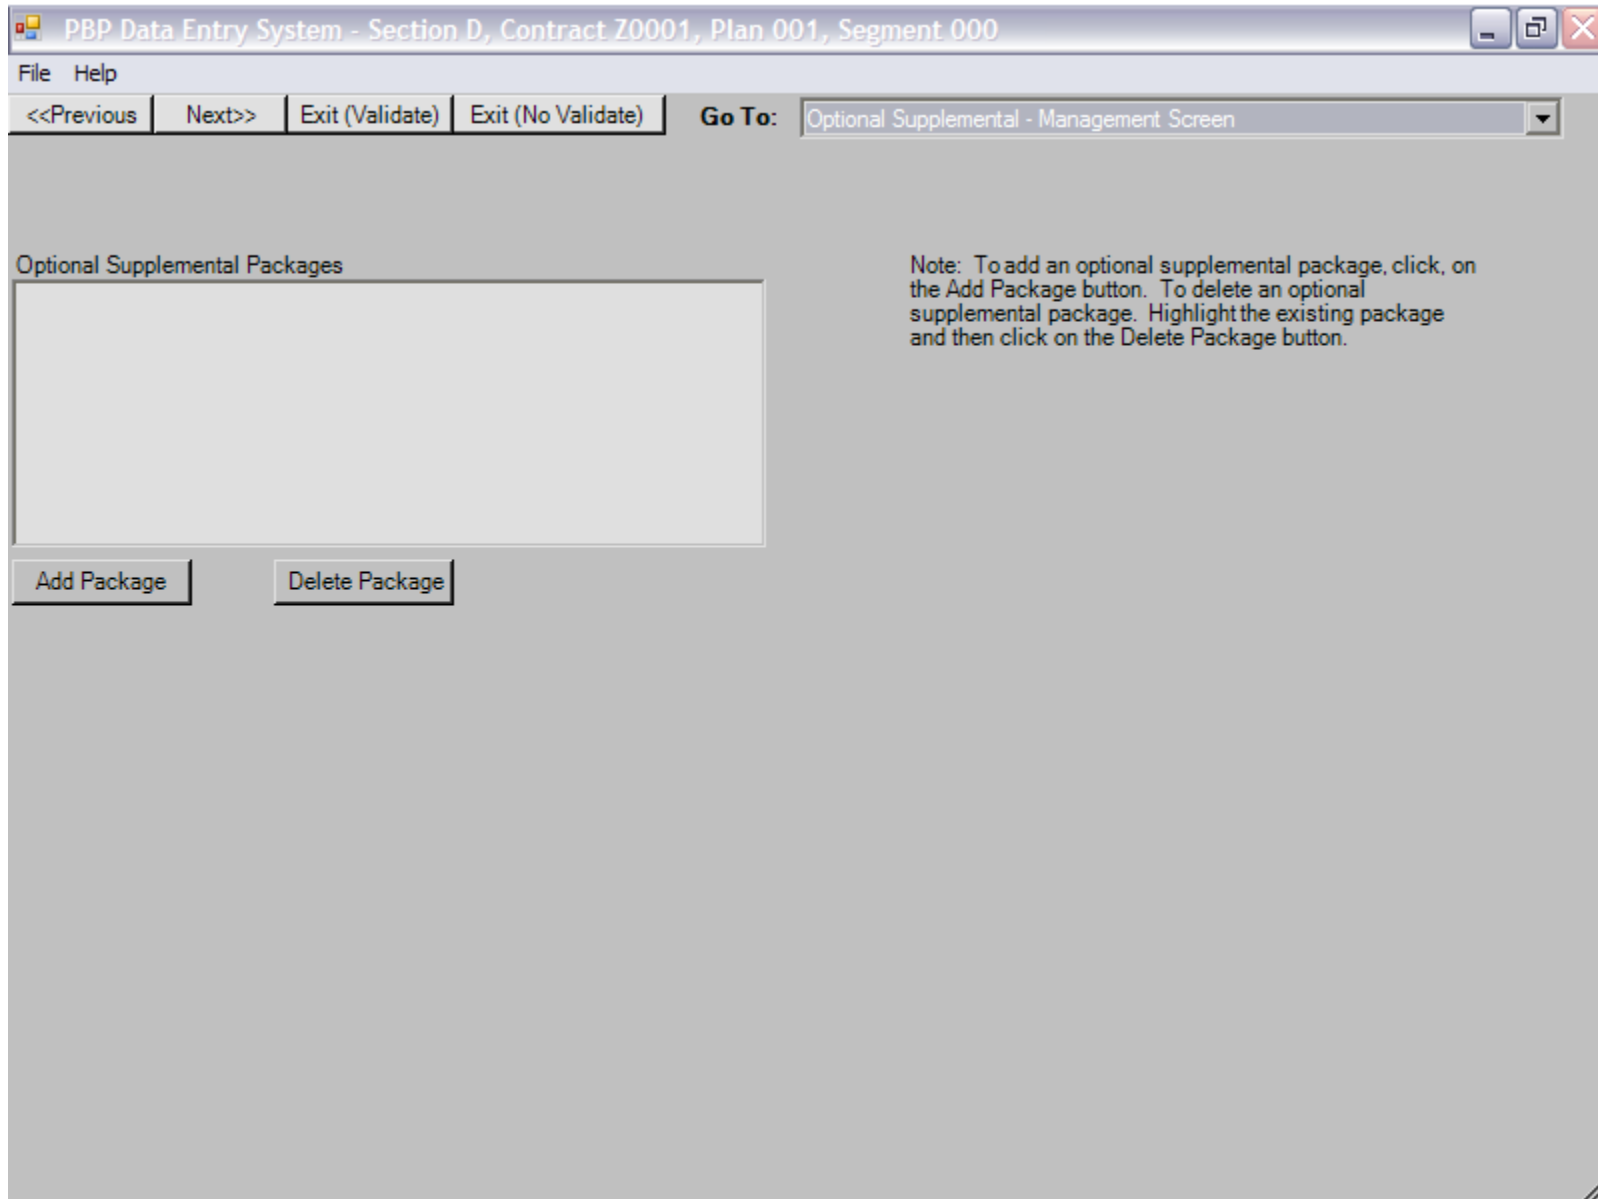 PBP Data Entry System - Section D, Contract Z0001, Plan 001, Segment 000
File Help
<<Previous Next>> Exit (Validate) Exit (No Validate) Go To: Optional Supplemental - Management Screen
Optional Supplemental Packages
Note: To add an optional supplemental package, click, on
the Add Package button. To delete an optional
supplemental package. Highlight the existing package
and then click on the Delete Package button.
Add Package Delete Package